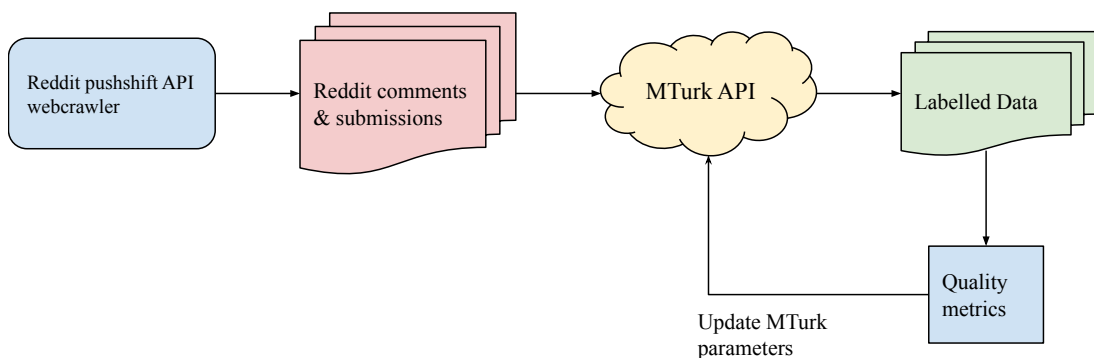 Reddit pushshift API
webcrawler
Reddit comments
& submissions
MTurk API
Labelled Data
Quality
metrics
Update MTurk
parameters